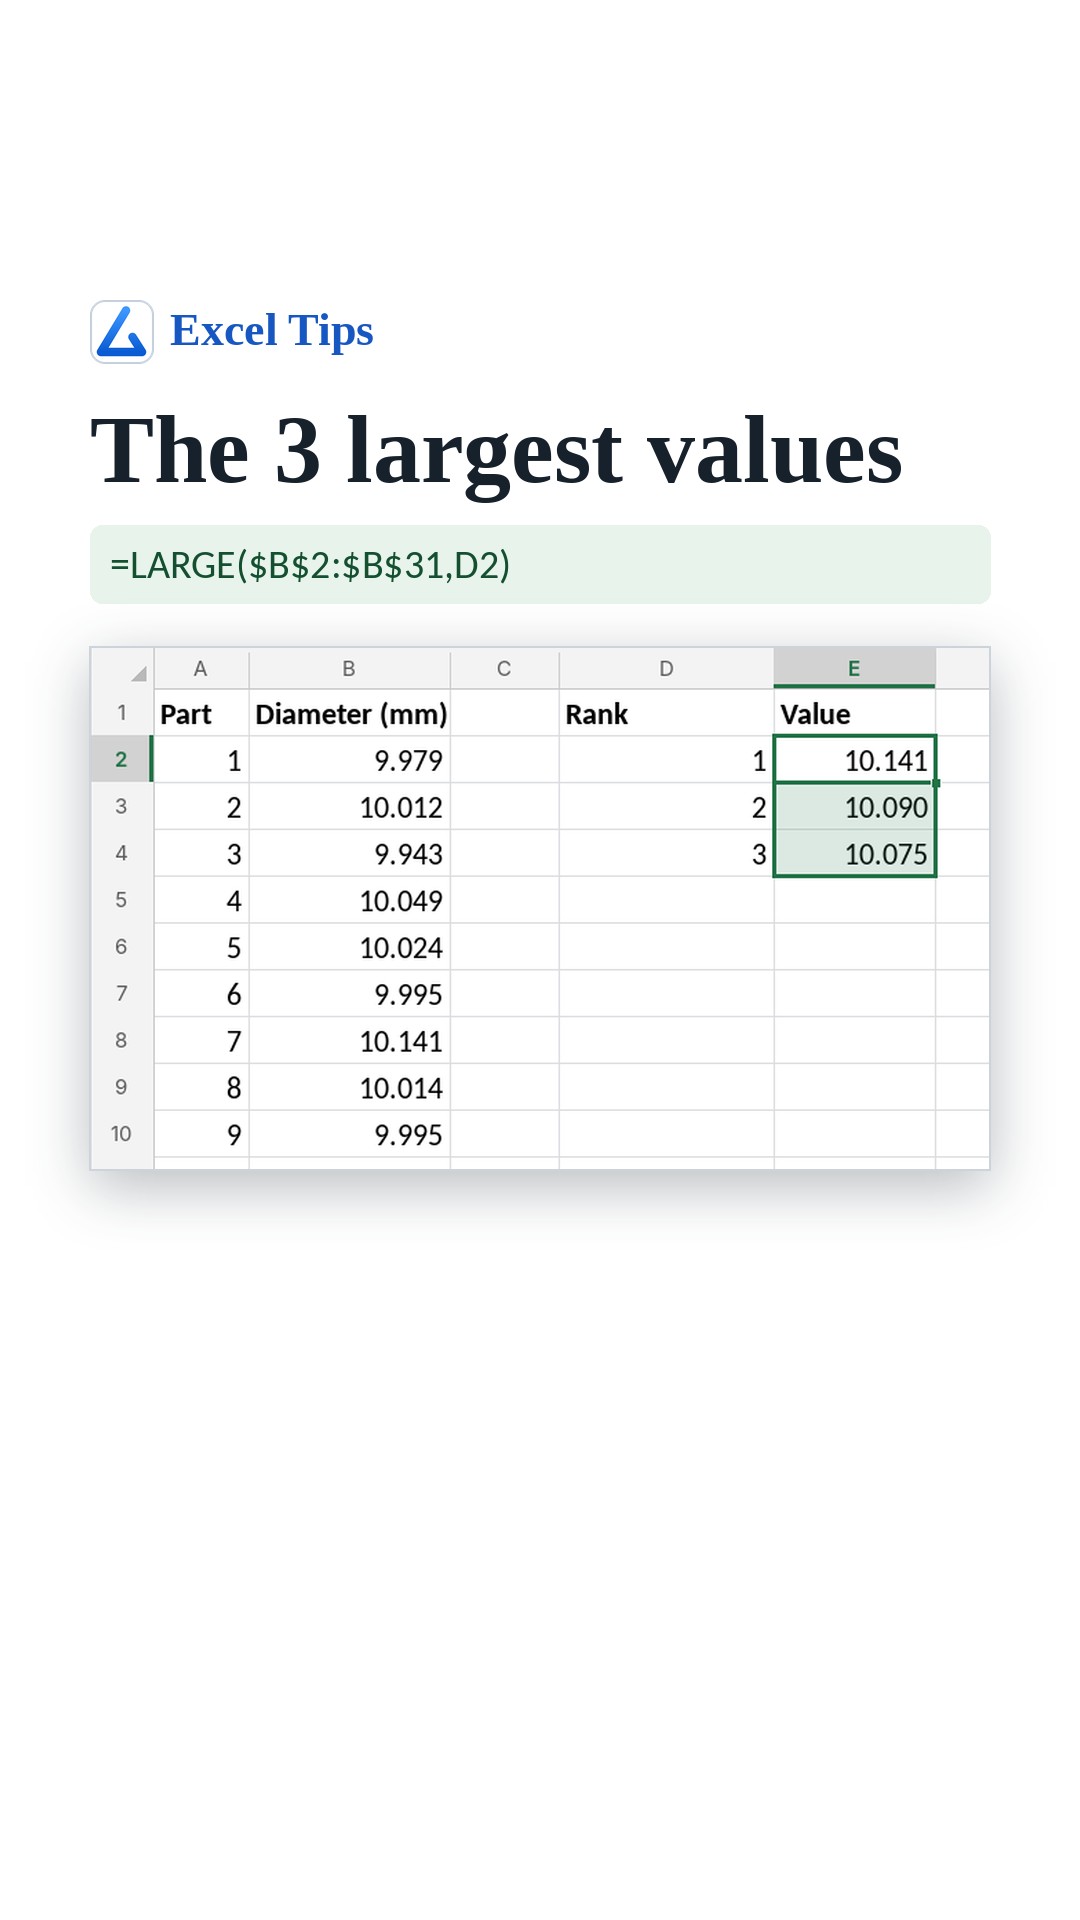 Excel Tips
The 3 largest values
=LARGE($B$2:$B$31,D2)
A B C D E
1 Part Diameter (mm) Rank Value
2 1 9.979 1 10.141
3 2 10.012 2 10.090
4 3 9.943 3 10.075
5 4 10.049
6 5 10.024
7 6 9.995
8 7 10.141
9 8 10.014
10 9 9.995